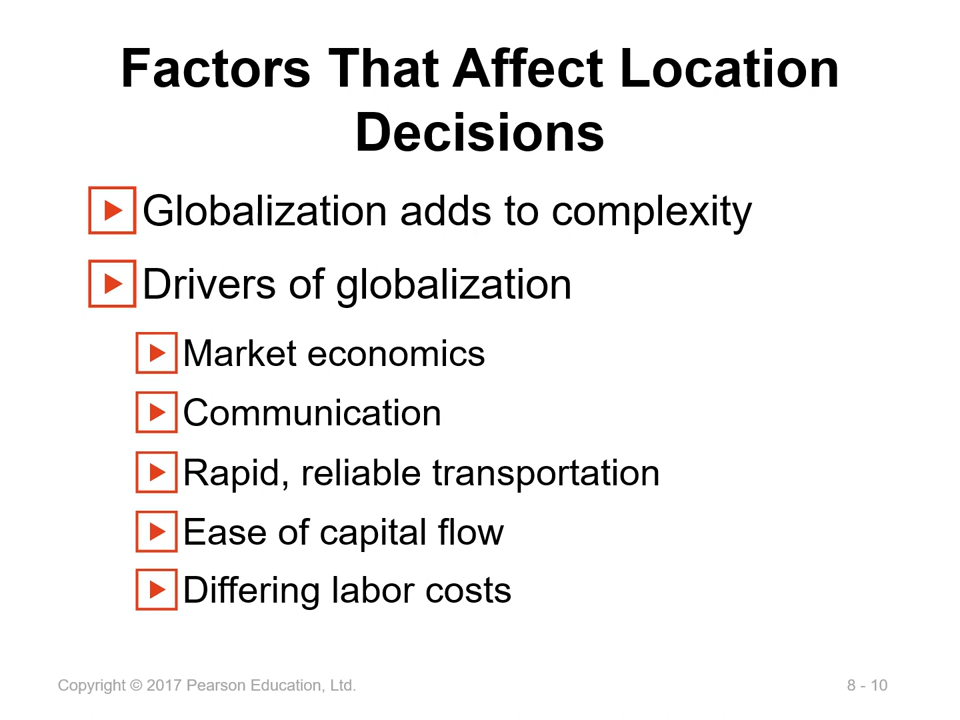 Factors That Affect Location
Decisions
Globalization adds to complexity
Drivers of globalization
Market economics
Communication
Rapid, reliable transportation
Ease of capital flow
Differing labor costs
Copyright © 2017 Pearson Education, Ltd.
8 - 10